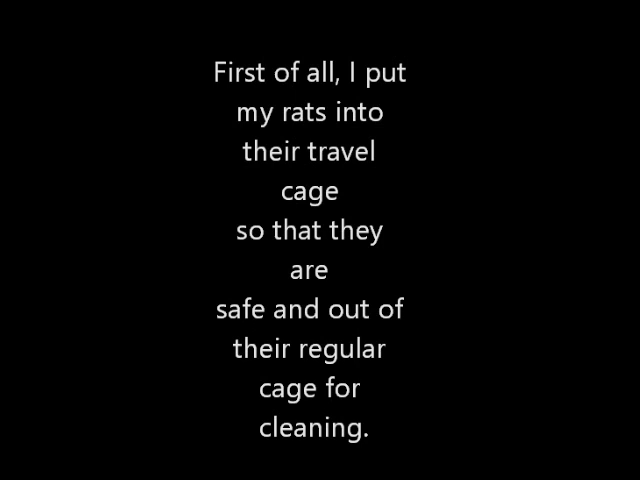 First of all, I put
my rats into
their travel
cage
so that they
are
safe and out of
their regular
cage for
cleaning.